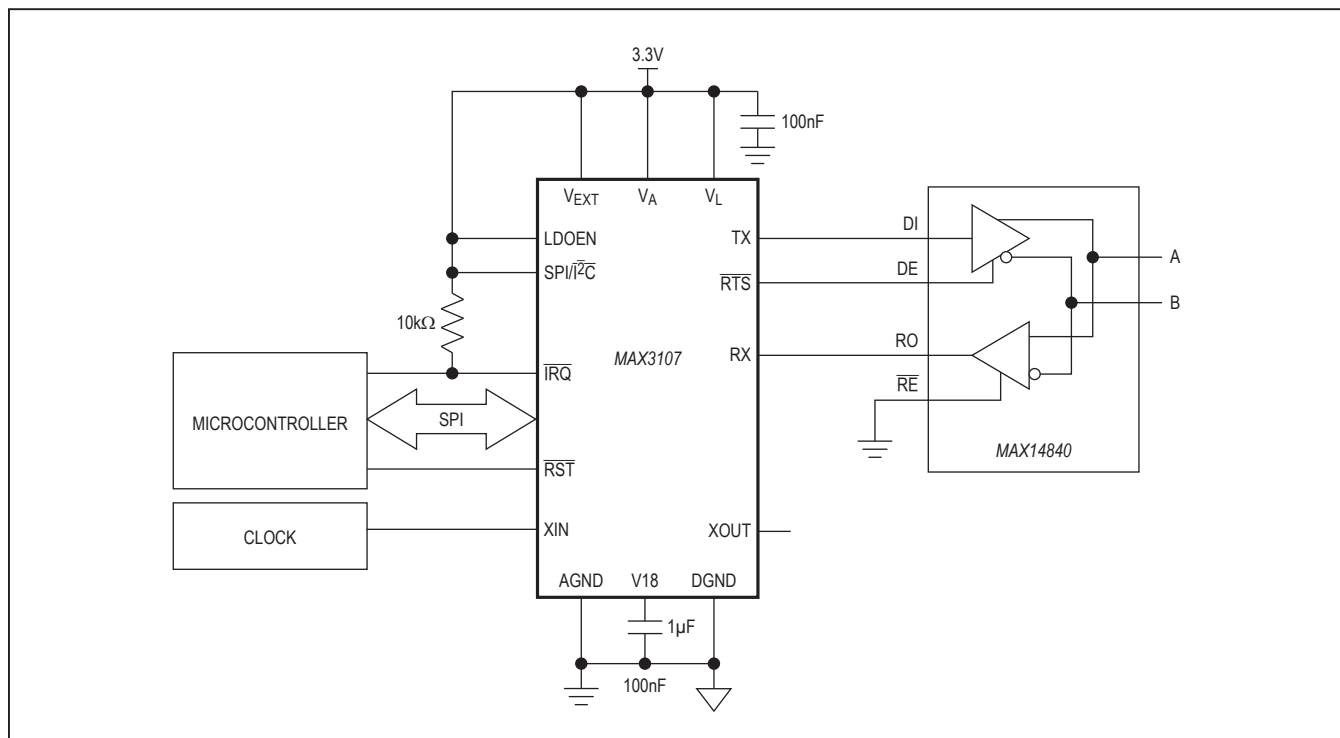 3.3V
100nF
VEXT VA VL
LDOEN TX DI
SPI/I²C RTS DE A
B
10kΩ
MAX3107 RX RO
IRQ RE
MICROCONTROLLER SPI
MAX14840
RST
CLOCK XIN XOUT
AGND V18 DGND
1µF
100nF